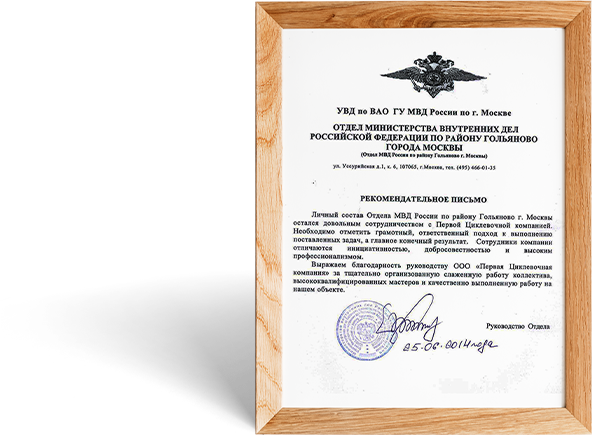 УВД по ВАО ГУ МВД России по г. Москве
ОТДЕЛ МИНИСТЕРСТВА ВНУТРЕННИХ ДЕЛ
РОССИЙСКОЙ ФЕДЕРАЦИИ ПО РАЙОНУ ГОЛЬЯНОВО
ГОРОДА МОСКВЫ
(Отдел МВД России по району Гольяново г. Москвы)
ул. Уссурийская д.1, к. 6, 107065, г.Москва, тел. (495) 466-01-35
РЕКОМЕНДАТЕЛЬНОЕ ПИСЬМО
Личный состав Отдела МВД России по району Гольяново г. Москвы
остался довольным сотрудничеством с Первой Циклевочной компанией.
Необходимо отметить грамотный, ответственный подход к выполнению
поставленных задач, а главное конечный результат. Сотрудники компании
отличаются инициативностью, добросовестностью и высоким
профессионализмом.
Выражаем благодарность руководству ООО «Первая Циклевочная
компания» за тщательно организованную слаженную работу коллектива,
высококвалифицированных мастеров и качественно выполненную работу на
нашем объекте.
Руководство Отдела
25.06.2014года